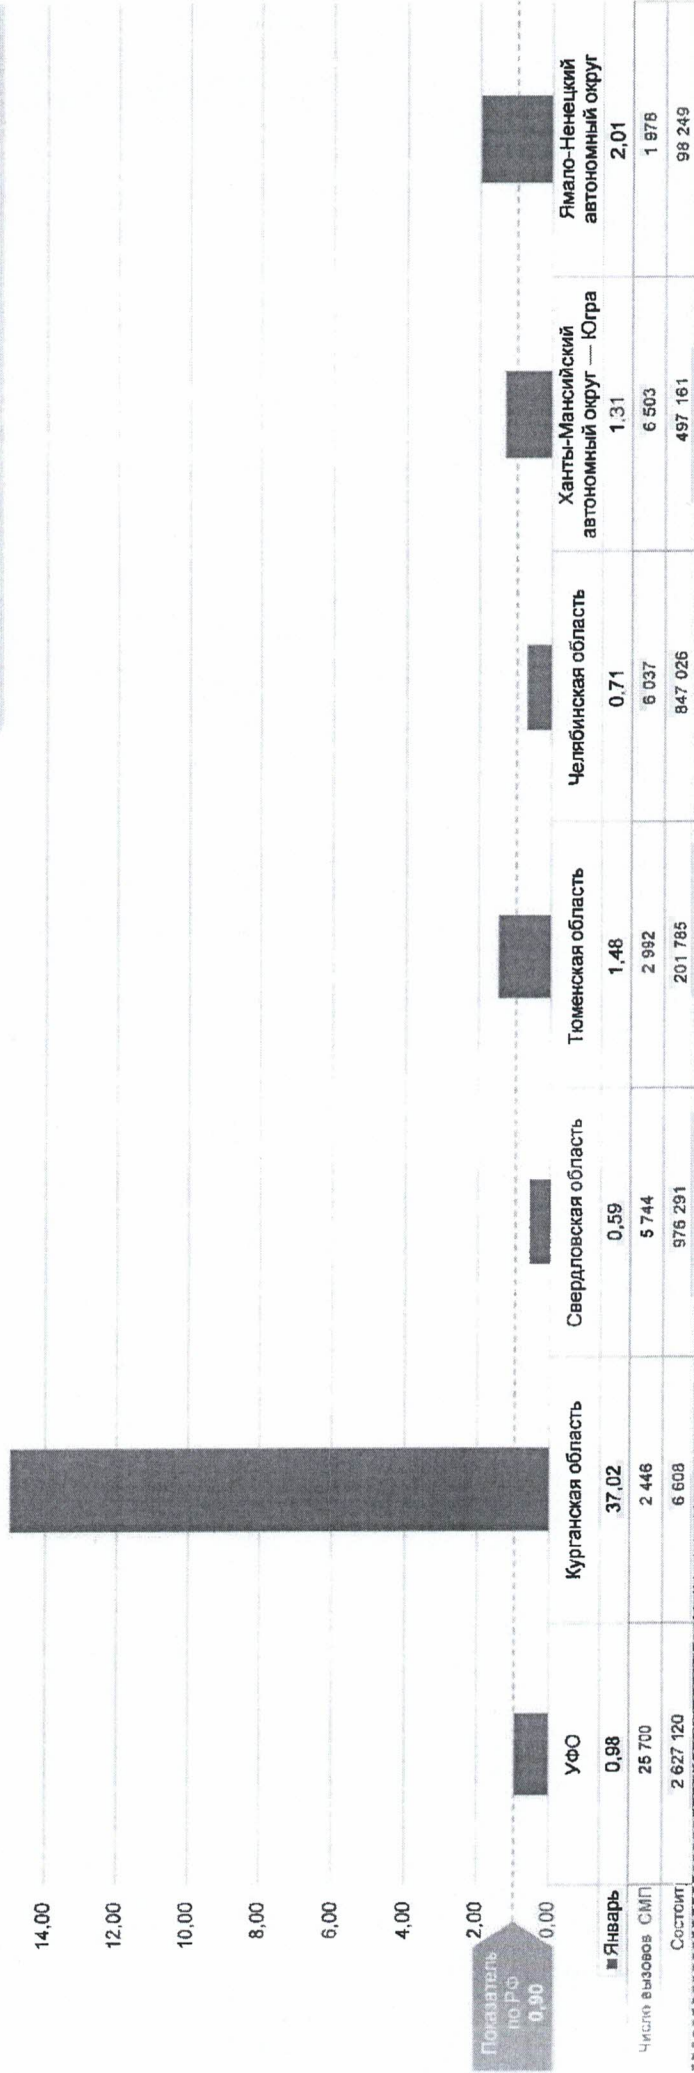 14,00
12,00
10,00
8,00
6,00
4,00
2,00
0,00
Показатель
по РФ
0,90
УФО
Курганская область
Свердловская область
Тюменская область
Челябинская область
Ханты-Мансийский
автономный округ — Югра
Ямало-Ненецкий
автономный округ
Январь 0,98 37,02 0,59 1,48 0,71 1,31 2,01
Число вызовов СМП 25 700 2 446 5 744 2 992 6 037 6 503 1 978
Состоит 2 627 120 6 608 976 291 201 785 847 026 497 161 98 249